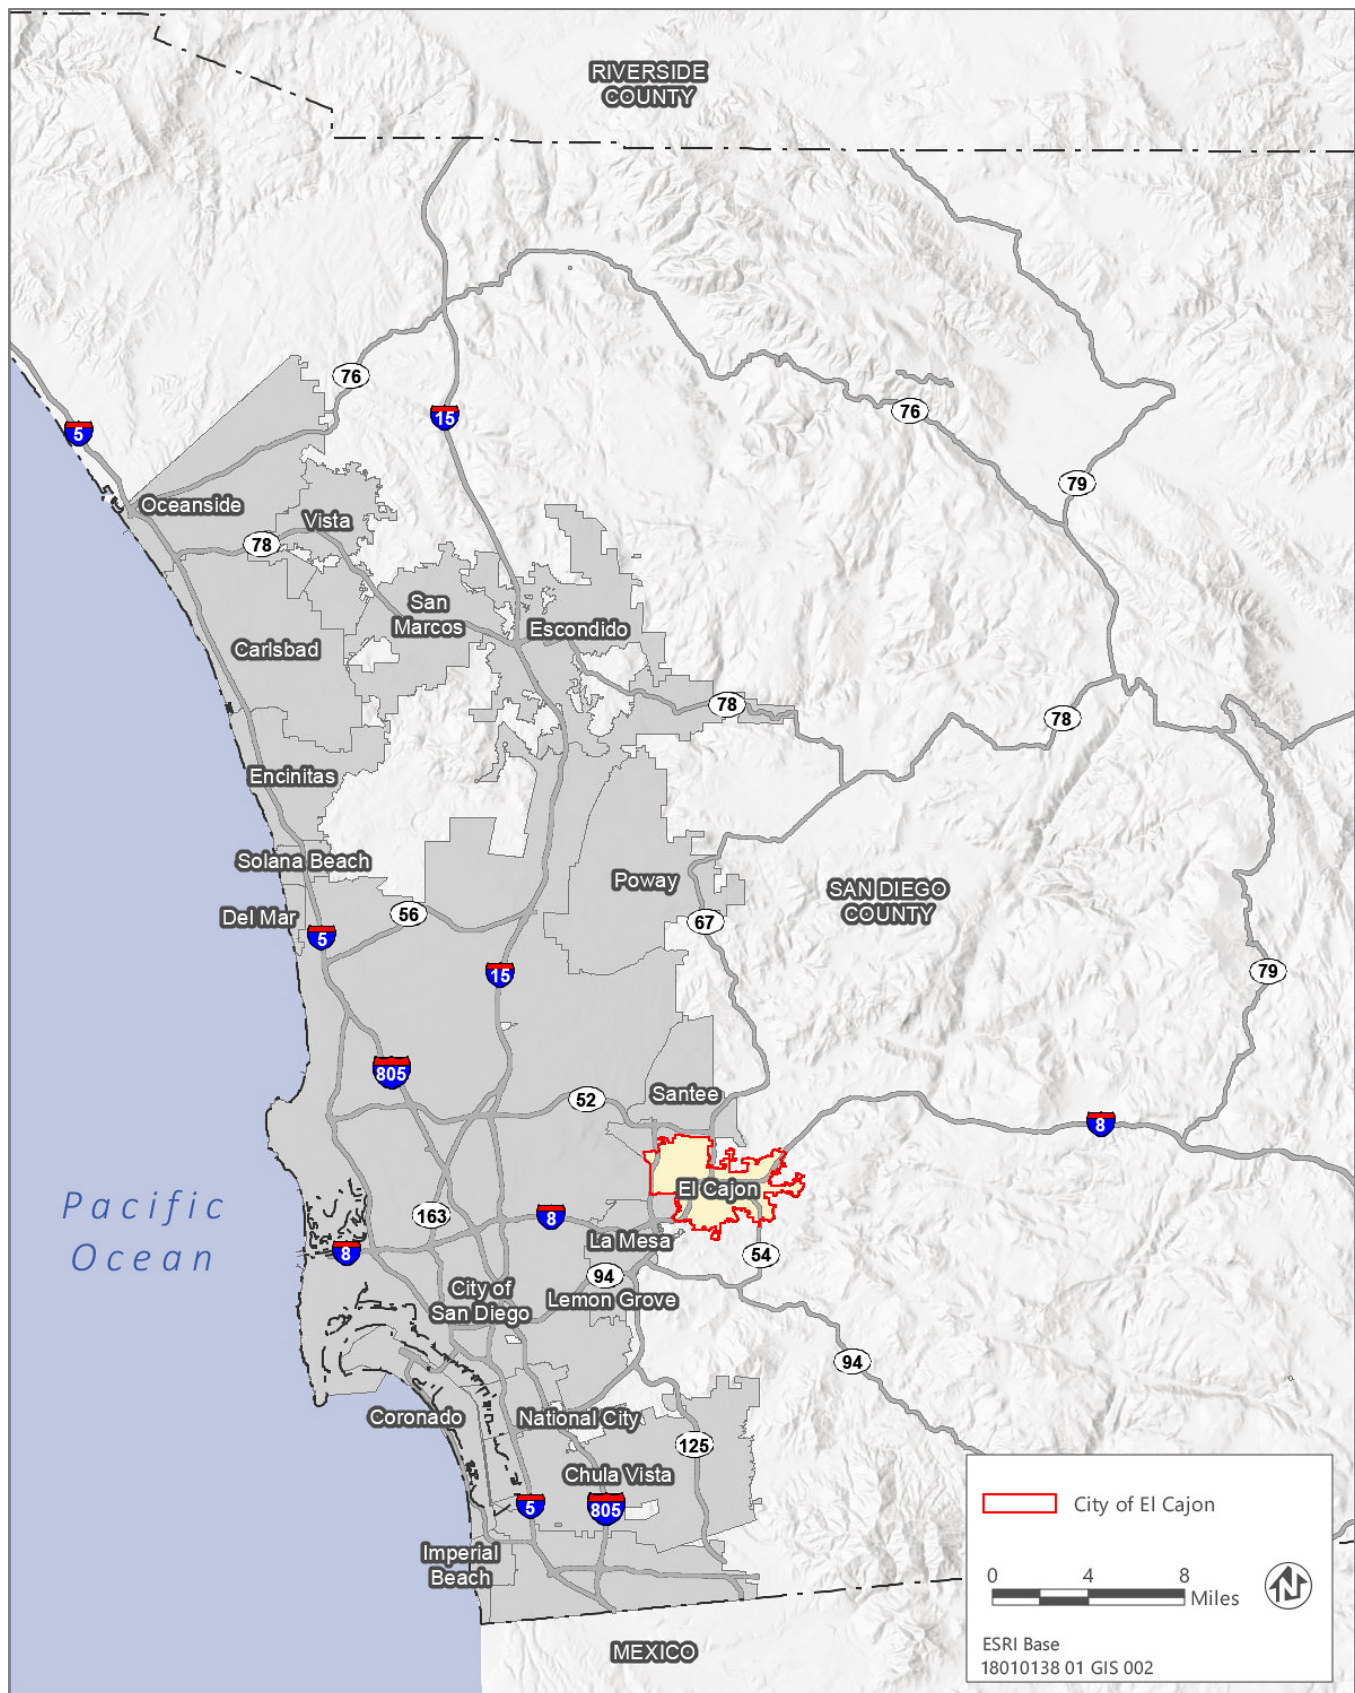 RIVERSIDE
COUNTY
76
15
76
5
79
Oceanside
Vista
78
San
Marcos
Escondido
Carlsbad
78
78
Encinitas
Solana Beach
Poway
SAN DIEGO
COUNTY
Del Mar
56
67
5
15
79
805
Santee
52
8
El Cajon
Pacific
Ocean
163
8
La Mesa
8
54
94
City of
San Diego
Lemon Grove
94
Coronado
National City
125
Chula Vista
5
805
Imperial
Beach
MEXICO
City of El Cajon
0 4 8
Miles
N
ESRI Base
18010138 01 GIS 002